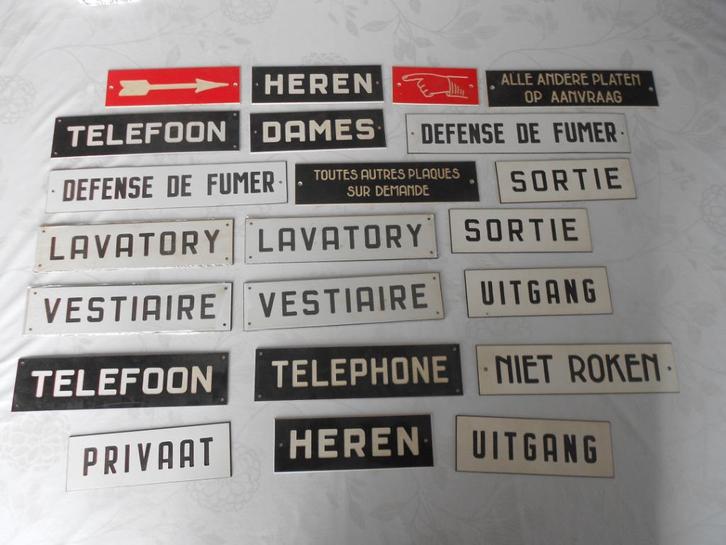 HEREN
ALLE ANDERE PLATEN
OP AANVRAAG
TELEFOON
DAMES
DEFENSE DE FUMER
DEFENSE DE FUMER
TOUTES AUTRES PLAQUES
SUR DEMANDE
SORTIE
LAVATORY
LAVATORY
SORTIE
VESTIAIRE
VESTIAIRE
UITGANG
TELEFOON
TELEPHONE
NIET ROKEN
PRIVAAT
HEREN
UITGANG